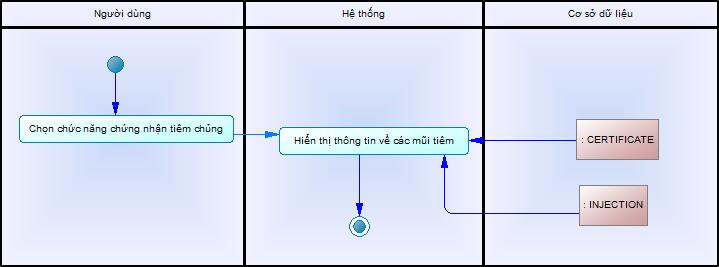 Người dùng
Hệ thống
Cơ sở dữ liệu
Chọn chức năng chứng nhận tiêm chủng
Hiển thị thông tin về các mũi tiêm
: CERTIFICATE
: INJECTION